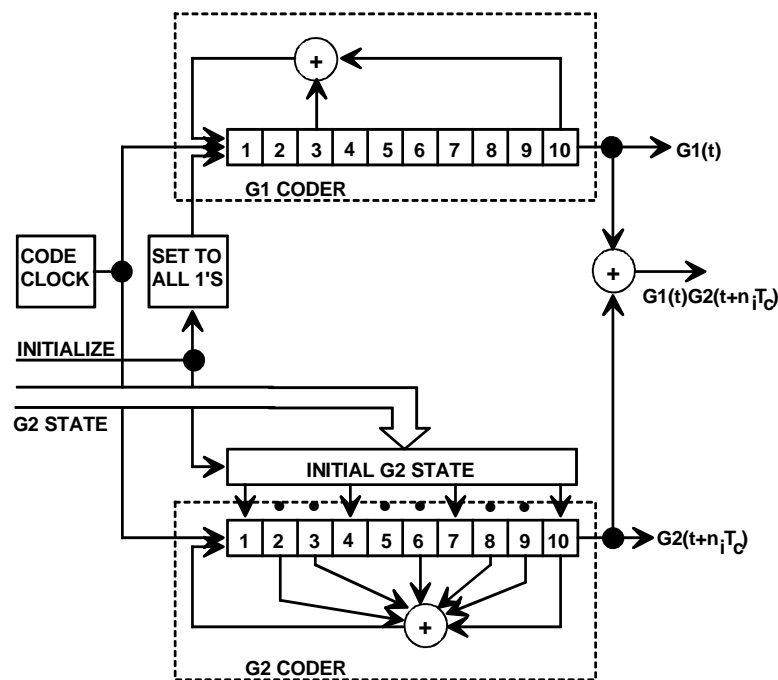 +
1 2 3 4 5 6 7 8 9 10
G1(t)
G1 CODER
CODE
CLOCK
SET TO
ALL 1'S
+
G1(t)G2(t+niTc)
INITIALIZE
G2 STATE
INITIAL G2 STATE
1 2 3 4 5 6 7 8 9 10
G2(t+niTc)
+
G2 CODER